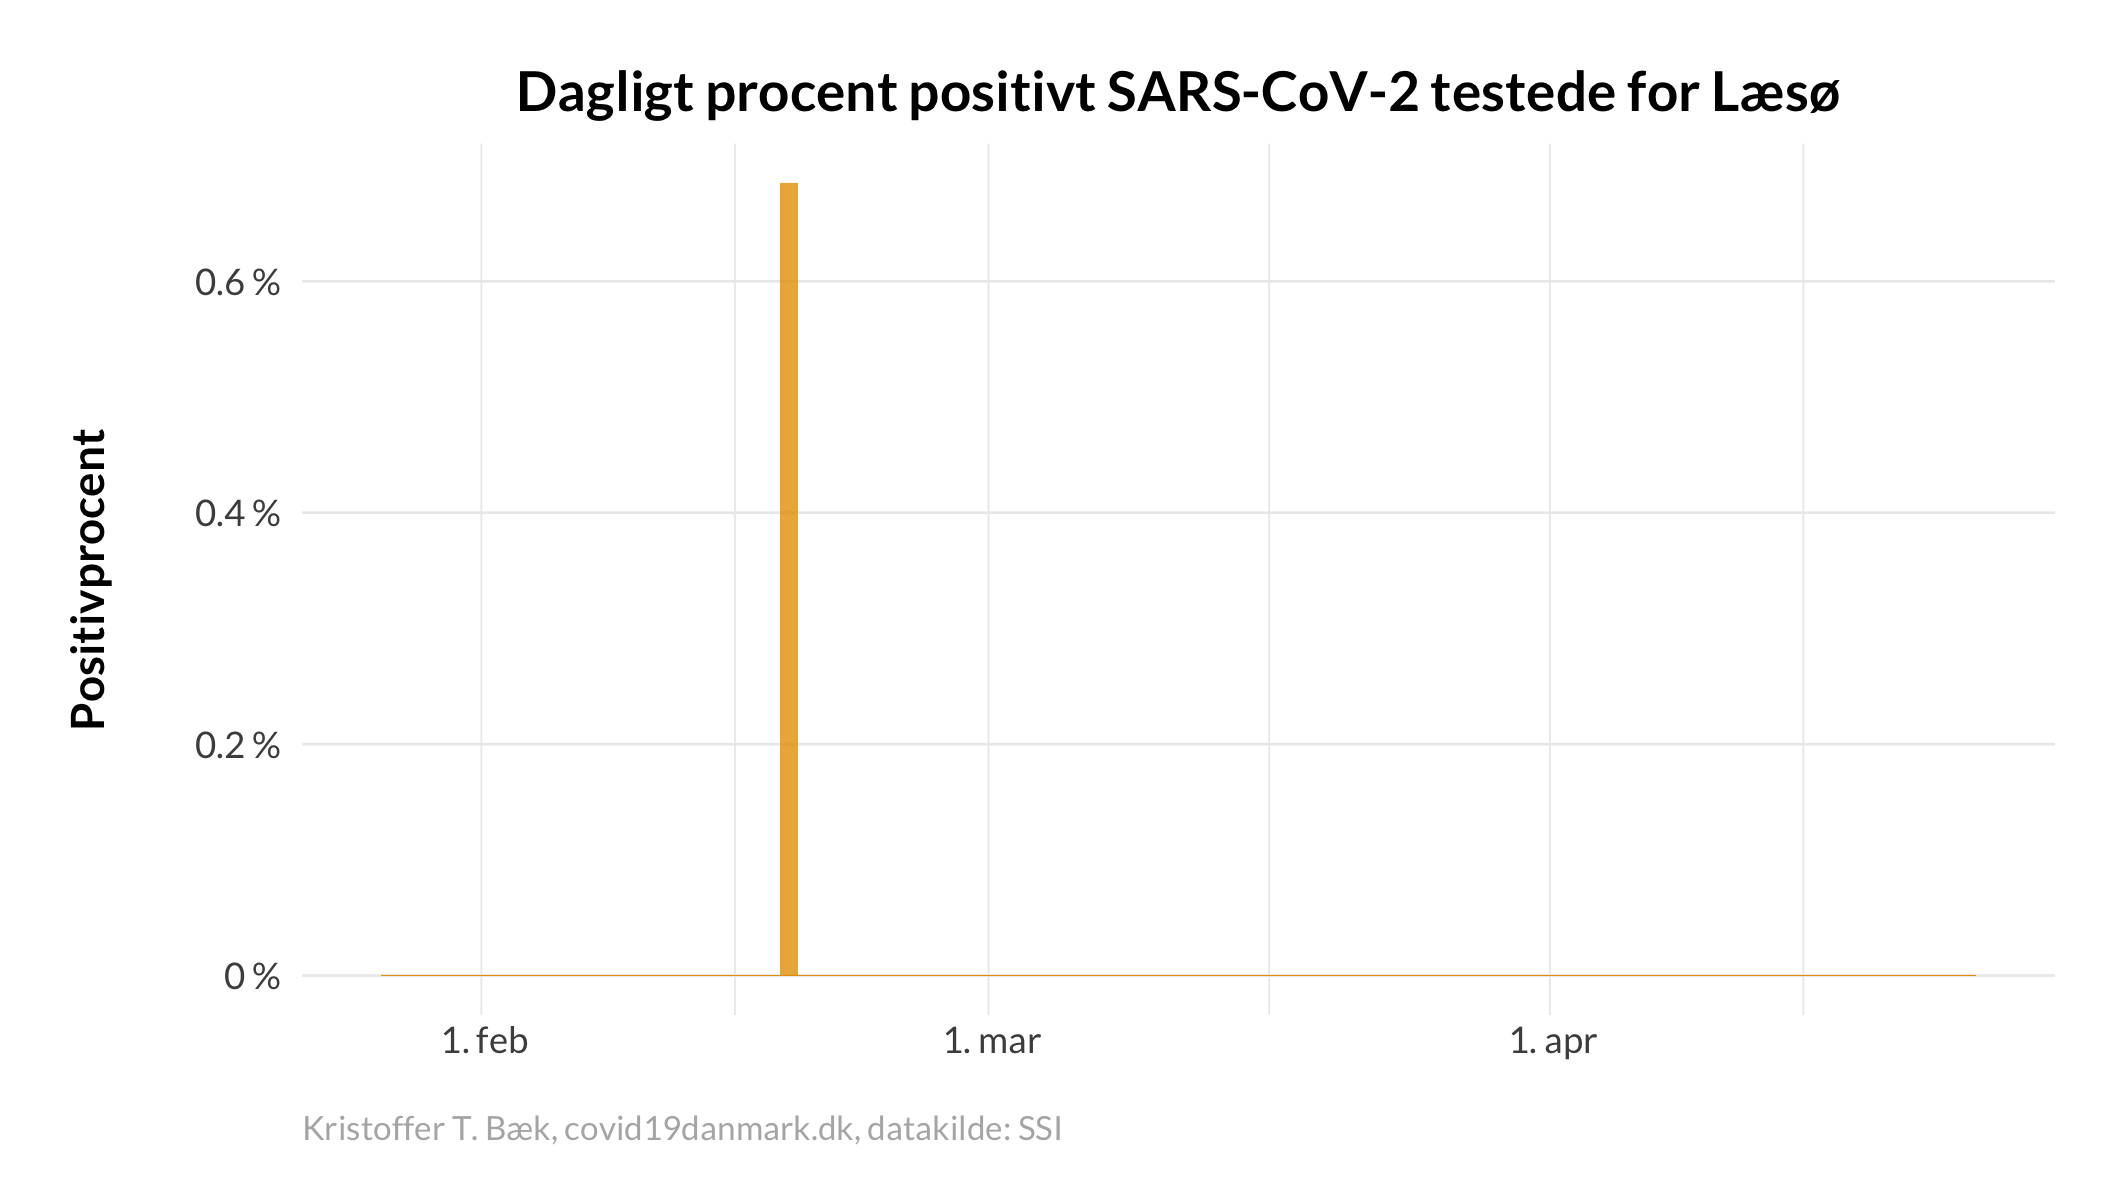 Dagligt procent positivt SARS-CoV-2 testede for Læsø
Positivprocent
0.6 %
0.4 %
0.2 %
0 %
1. feb
1. mar
1. apr
Kristoffer T. Bæk, covid19danmark.dk, datakilde: SSI